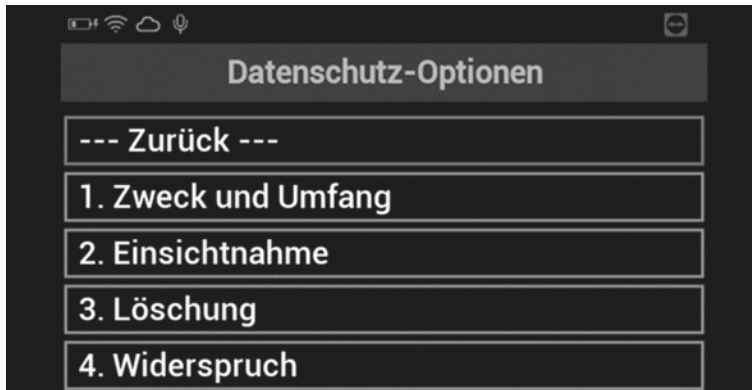 Datenschutz-Optionen
--- Zurück ---
1. Zweck und Umfang
2. Einsichtnahme
3. Löschung
4. Widerspruch